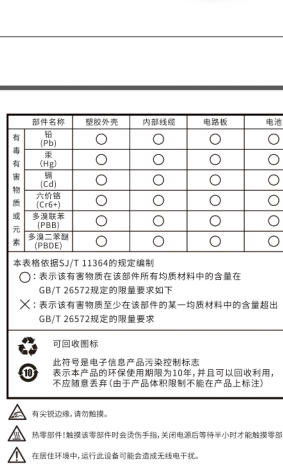 部件名称 塑胶外壳 内部线缆 电路板 电池
有毒有害物质或元素
铅 (Pb) ○ ○ ○ ○
汞 (Hg) ○ ○ ○ ○
镉 (Cd) ○ ○ ○ ○
六价铬 (Cr6+) ○ ○ ○ ○
多溴联苯 (PBB) ○ ○ ○ ○
多溴二苯醚 (PBDE) ○ ○ ○ ○
本表格依据SJ/T 11364的规定编制
○：表示该有害物质在该部件所有均质材料中的含量在
GB/T 26572规定的限量要求如下
×：表示该有害物质至少在该部件的某一均质材料中的含量超出
GB/T 26572规定的限量要求
可回收图标
此符号是电子信息产品污染控制标志
10 表示本产品的环保使用期限为10年，并且可以回收利用，
不应随意丢弃（由于产品体积限制不能在产品上标注）
有尖锐边缘，请勿触摸。
热零部件！触摸该零部件时会烫伤手指，关闭电源后等待半小时才能触摸零部
在居住环境中，运行此设备可能会造成无线电干扰。